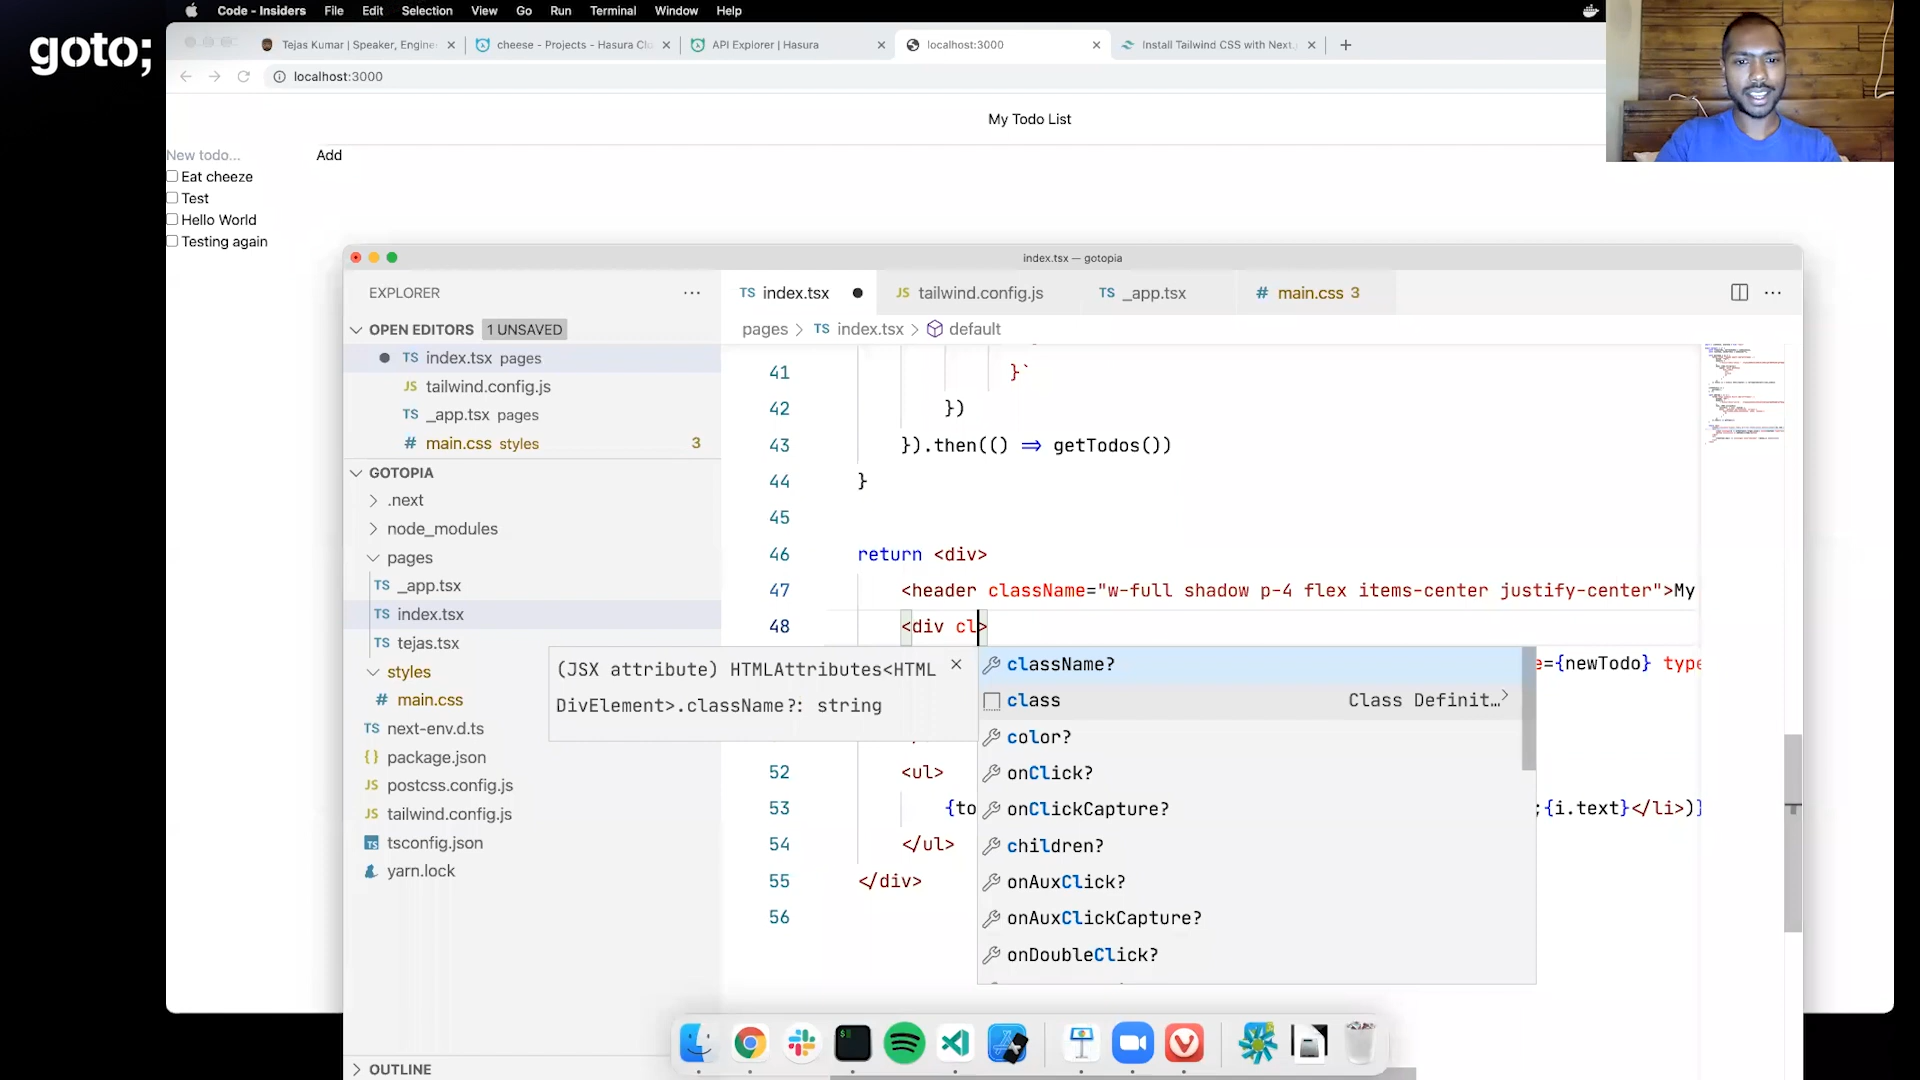 goto;
Code - Insiders File Edit Selection View Go Run Terminal Window Help
Tejas Kumar | Speaker, Engine
cheese - Projects - Hasura Clu
API Explorer | Hasura
localhost:3000
Install Tailwind CSS with Next.
localhost:3000
My Todo List
New todo... Add
Eat cheeze
Test
Hello World
Testing again
index.tsx — gotopia
EXPLORER
TS index.tsx
JS tailwind.config.js
TS _app.tsx
# main.css 3
OPEN EDITORS 1 UNSAVED
pages > TS index.tsx > default
TS index.tsx pages
JS tailwind.config.js
TS _app.tsx pages
# main.css styles 3
GOTOPIA
.next
node_modules
pages
TS _app.tsx
TS index.tsx
TS tejas.tsx
styles
# main.css
TS next-env.d.ts
{} package.json
JS postcss.config.js
JS tailwind.config.js
TS tsconfig.json
yarn.lock
OUTLINE
41 }`
42 })
43 }).then(() => getTodos())
44 }
45
46 return <div>
47 <header className="w-full shadow p-4 flex items-center justify-center">My
48 <div cl>
e={newTodo} type
52 <ul>
53 {to ;{i.text}</li>)}
54 </ul>
55 </div>
56
(JSX attribute) HTMLAttributes<HTML
DivElement>.className?: string
className?
class Class Definit…
color?
onClick?
onClickCapture?
children?
onAuxClick?
onAuxClickCapture?
onDoubleClick?